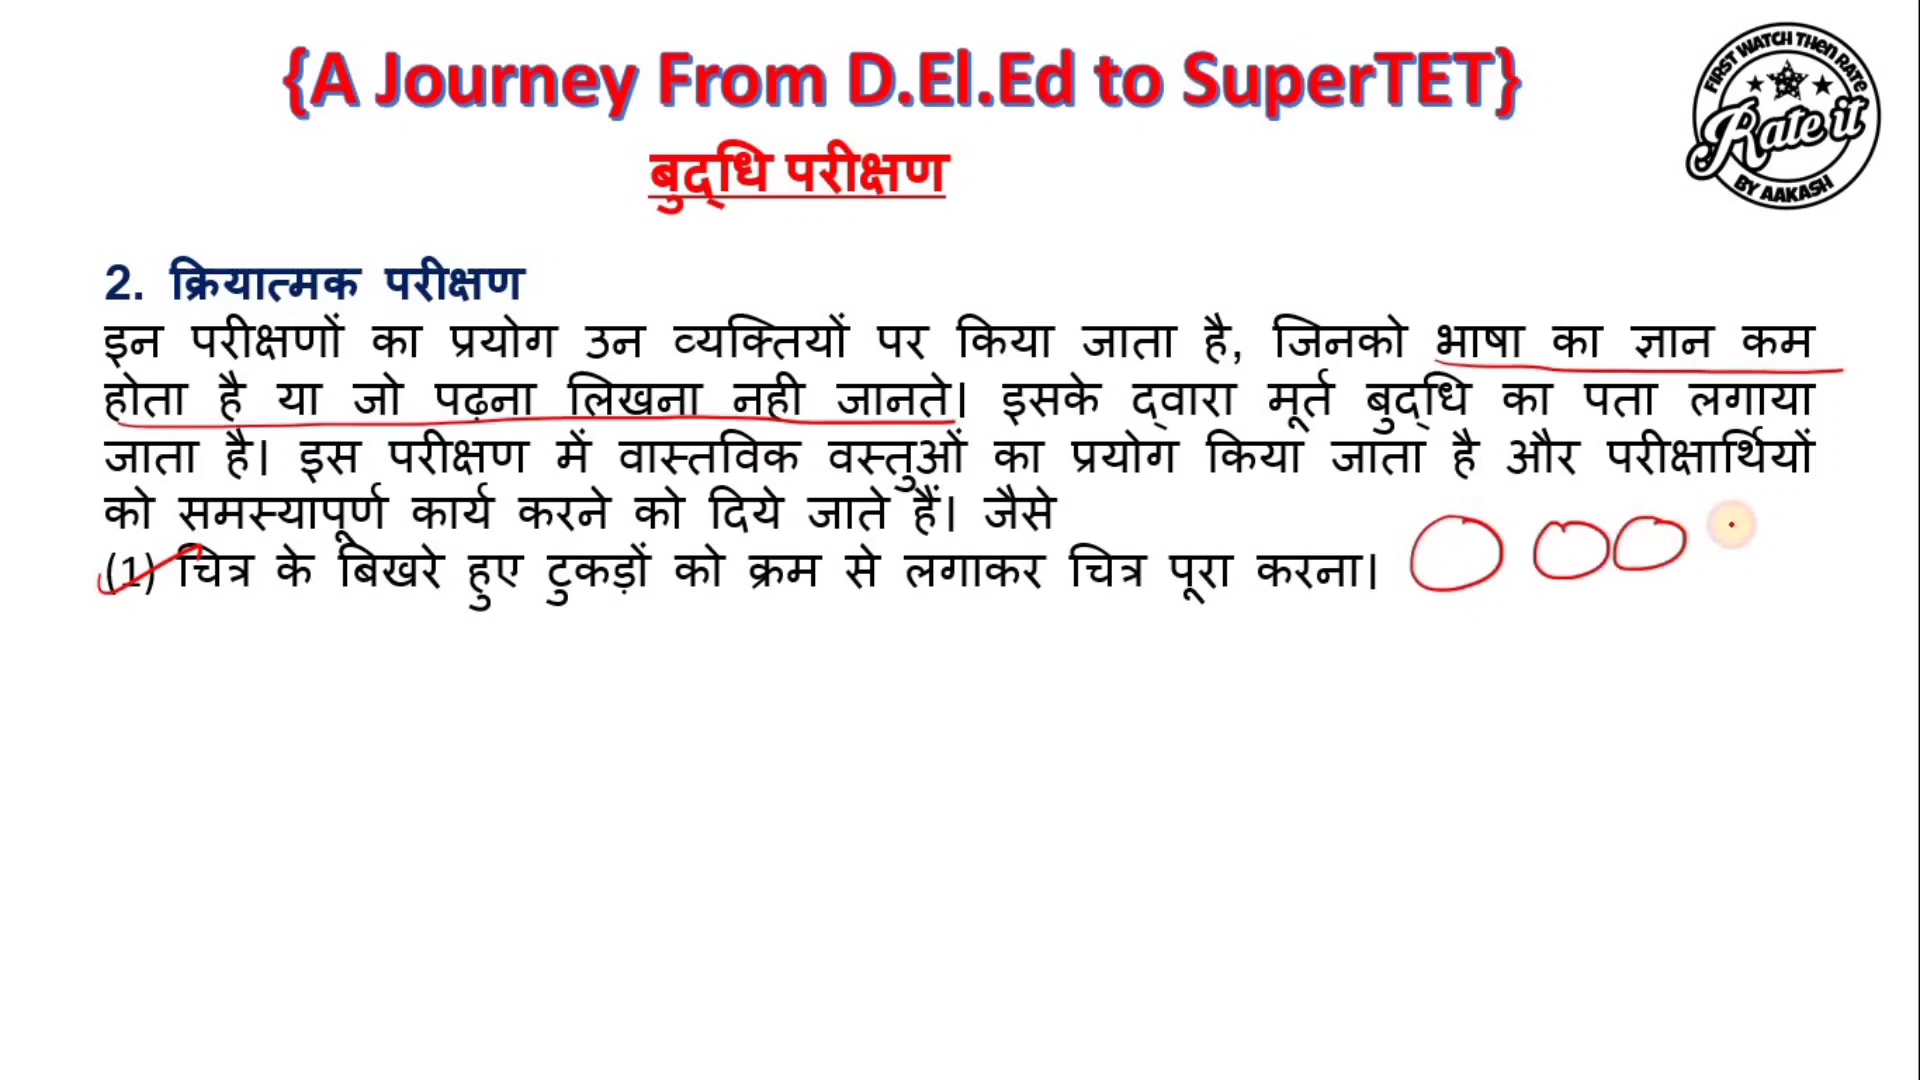 {A Journey From D.El.Ed to SuperTET}
FIRST WATCH THEN RATE
Rate it
BY AAKASH
बुद्धि परीक्षण
2. क्रियात्मक परीक्षण
इन परीक्षणों का प्रयोग उन व्यक्तियों पर किया जाता है, जिनको भाषा का ज्ञान कम
होता है या जो पढ़ना लिखना नही जानते। इसके द्वारा मूर्त बुद्धि का पता लगाया
जाता है। इस परीक्षण में वास्तविक वस्तुओं का प्रयोग किया जाता है और परीक्षार्थियों
को समस्यापूर्ण कार्य करने को दिये जाते हैं। जैसे
(1) चित्र के बिखरे हुए टुकड़ों को क्रम से लगाकर चित्र पूरा करना।